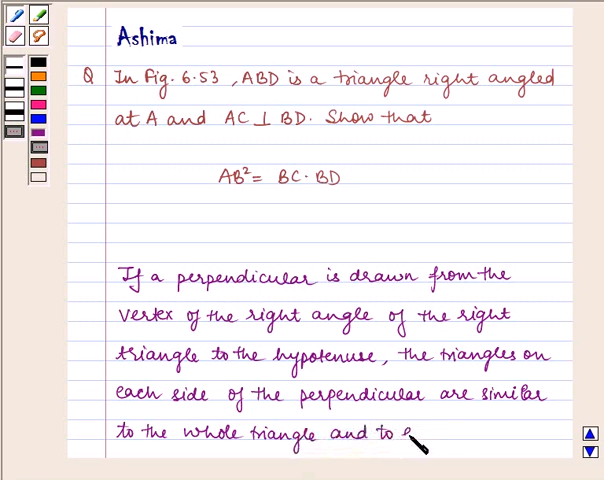 Ashima
Q In Fig. 6.53, ABD is a triangle right angled
at A and AC ⊥ BD. Show that
AB² = BC · BD
If a perpendicular is drawn from the
vertex of the right angle of the right
triangle to the hypotenuse, the triangles on
each side of the perpendicular are similar
to the whole triangle and to e